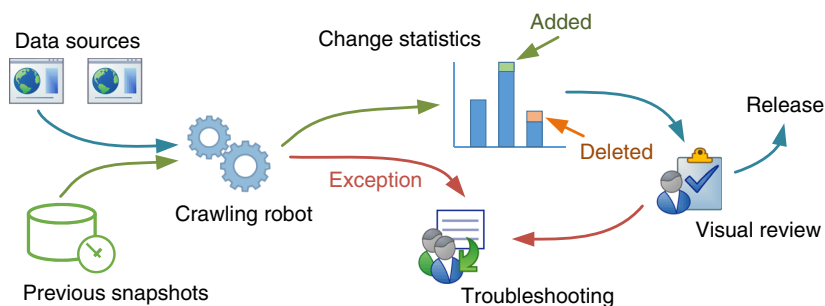 Data sources
Change statistics
Added
Release
Deleted
Exception
Crawling robot
Visual review
Previous snapshots
Troubleshooting